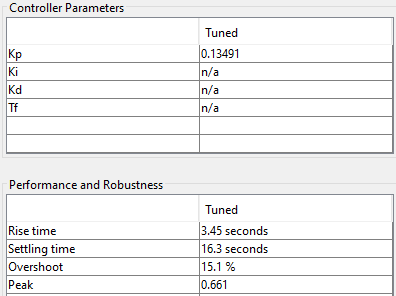 Controller Parameters
Tuned
Kp 0.13491
Ki n/a
Kd n/a
Tf n/a
Performance and Robustness
Tuned
Rise time 3.45 seconds
Settling time 16.3 seconds
Overshoot 15.1 %
Peak 0.661